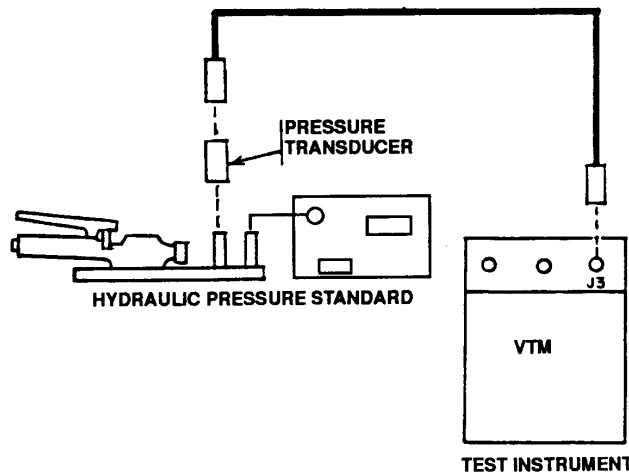 PRESSURE
TRANSDUCER
HYDRAULIC PRESSURE STANDARD
J3
VTM
TEST INSTRUMENT